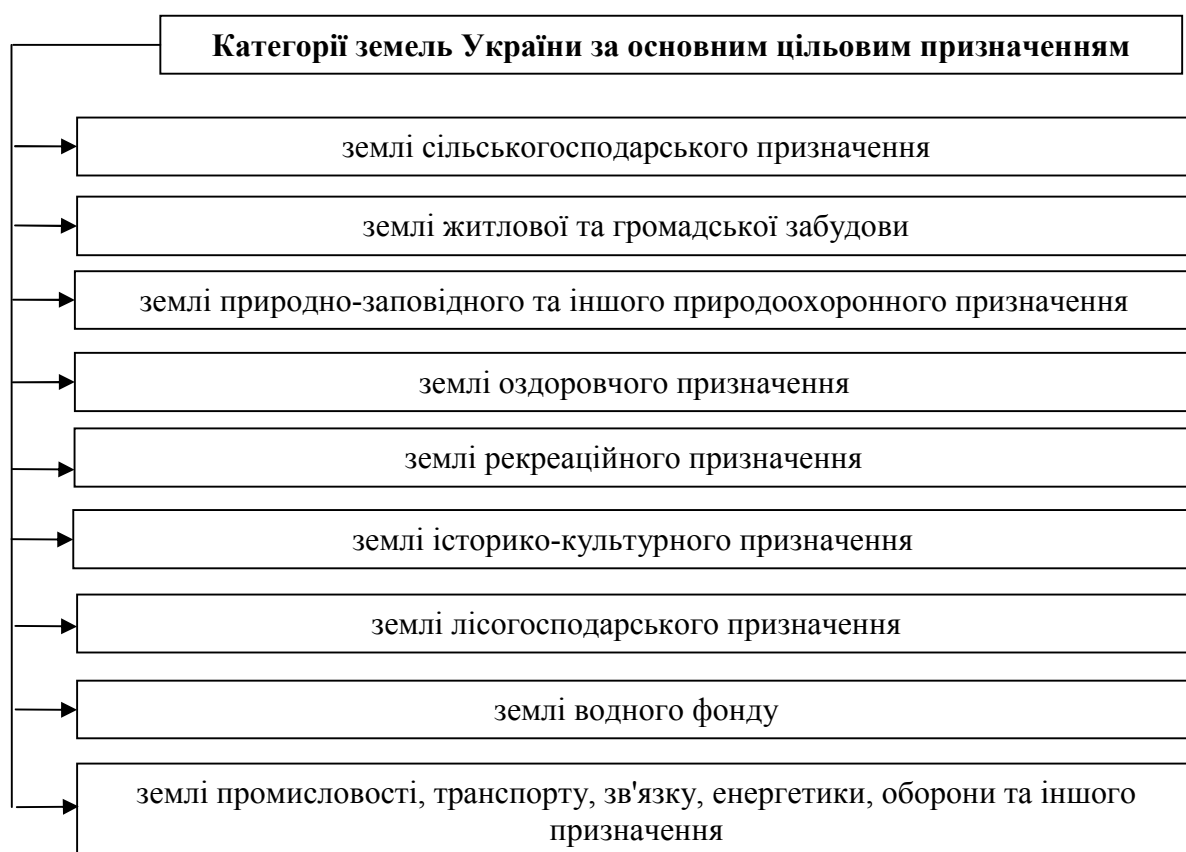 Категорії земель України за основним цільовим призначенням
землі сільськогосподарського призначення
землі житлової та громадської забудови
землі природно-заповідного та іншого природоохоронного призначення
землі оздоровчого призначення
землі рекреаційного призначення
землі історико-культурного призначення
землі лісогосподарського призначення
землі водного фонду
землі промисловості, транспорту, зв'язку, енергетики, оборони та іншого
призначення